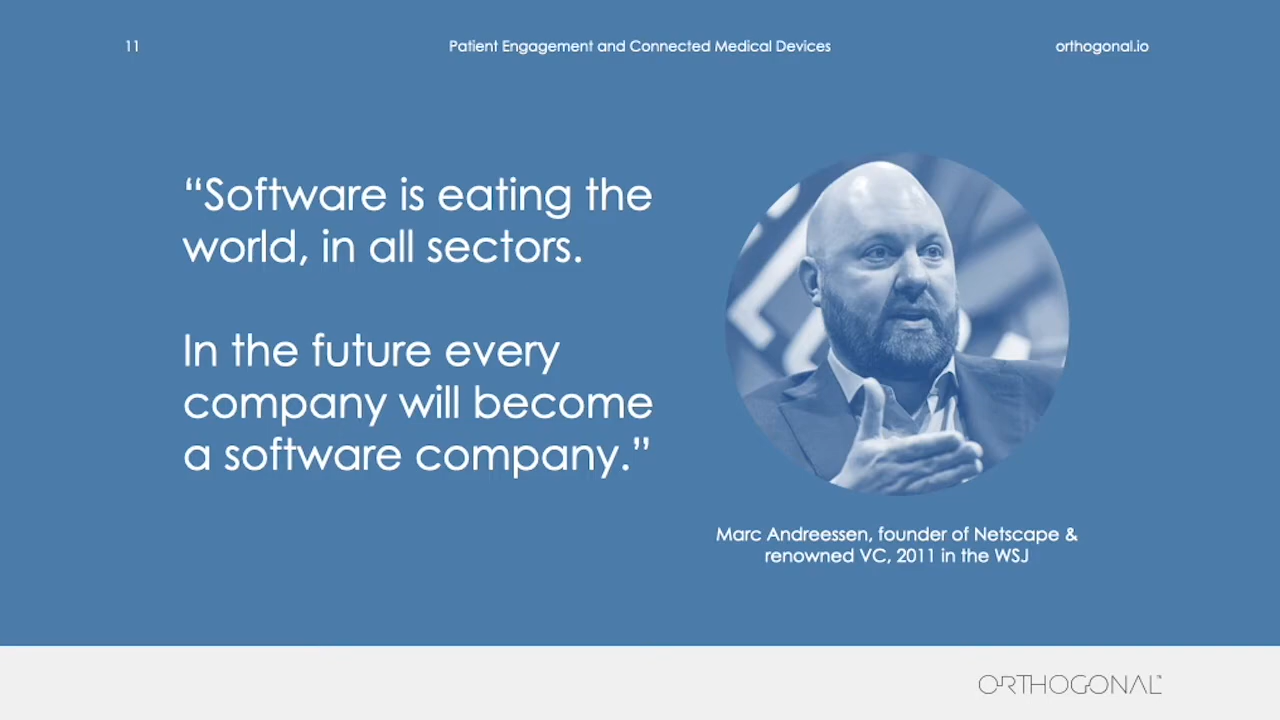 11
Patient Engagement and Connected Medical Devices
orthogonal.io
“Software is eating the
world, in all sectors.
In the future every
company will become
a software company.”
Marc Andreessen, founder of Netscape &
renowned VC, 2011 in the WSJ
ORTHOGONAL™